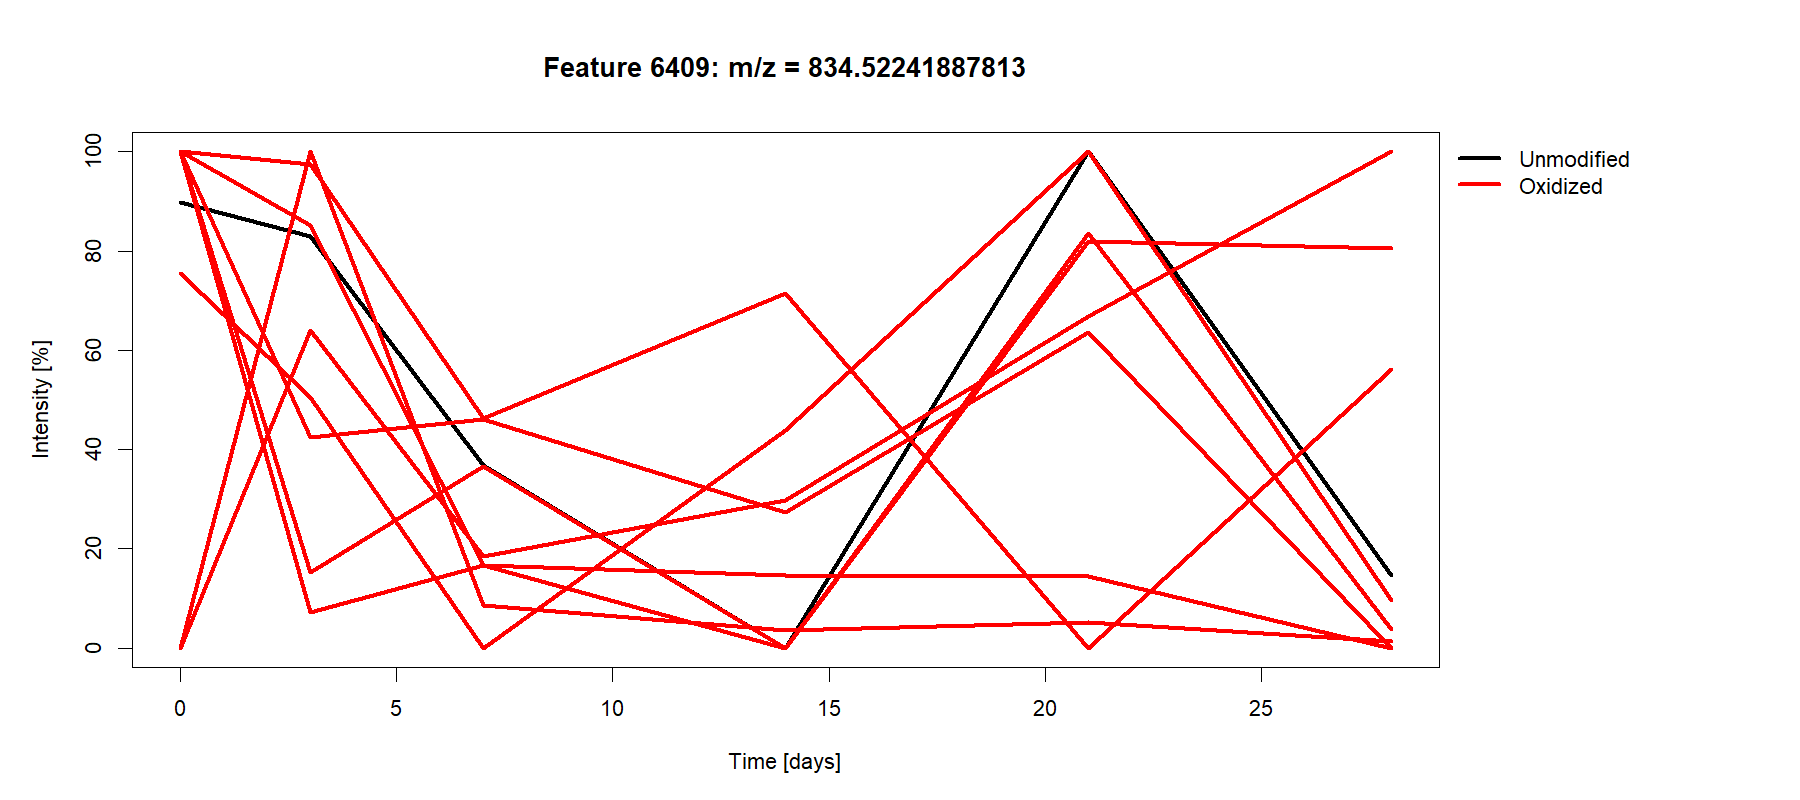 Feature 6409: m/z = 834.52241887813
Unmodified
Oxidized
Intensity [%]
100
80
60
40
20
0
0 5 10 15 20 25
Time [days]